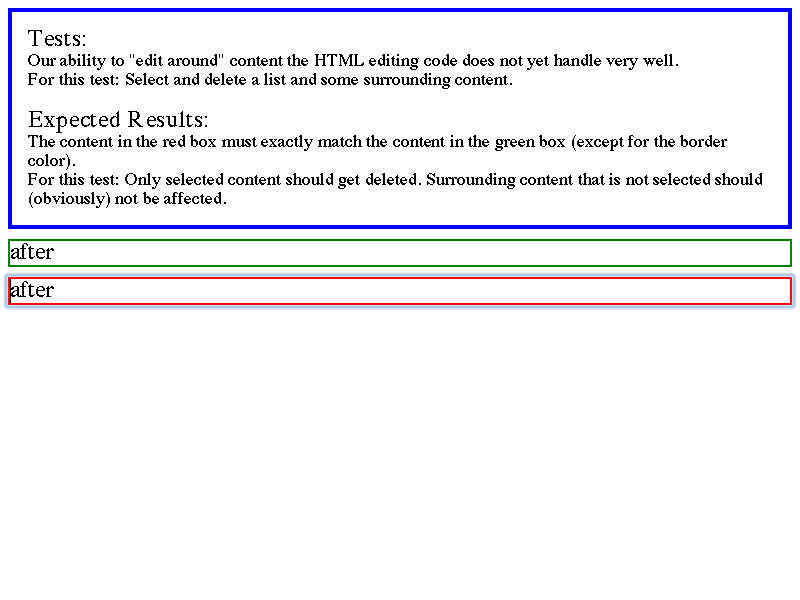 Tests:
Our ability to "edit around" content the HTML editing code does not yet handle very well.
For this test: Select and delete a list and some surrounding content.
Expected Results:
The content in the red box must exactly match the content in the green box (except for the border
color).
For this test: Only selected content should get deleted. Surrounding content that is not selected should
(obviously) not be affected.
after
after